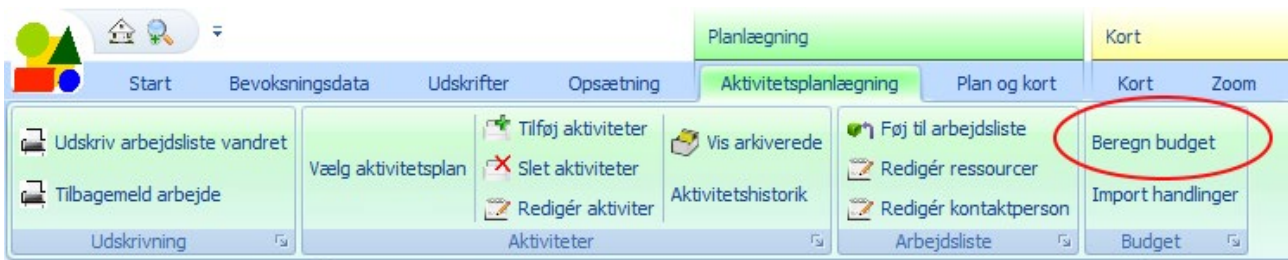 Planlægning
Kort
Start
Bevoksningsdata
Udskrifter
Opsætning
Aktivitetsplanlægning
Plan og kort
Kort
Zoom
Udskriv arbejdsliste vandret
Tilbagemeld arbejde
Udskrivning
Vælg aktivitetsplan
Tilføj aktiviteter
Slet aktiviteter
Redigér aktiviter
Vis arkiverede
Aktivitetshistorik
Aktiviteter
Føj til arbejdsliste
Redigér ressourcer
Redigér kontaktperson
Arbejdsliste
Beregn budget
Import handlinger
Budget